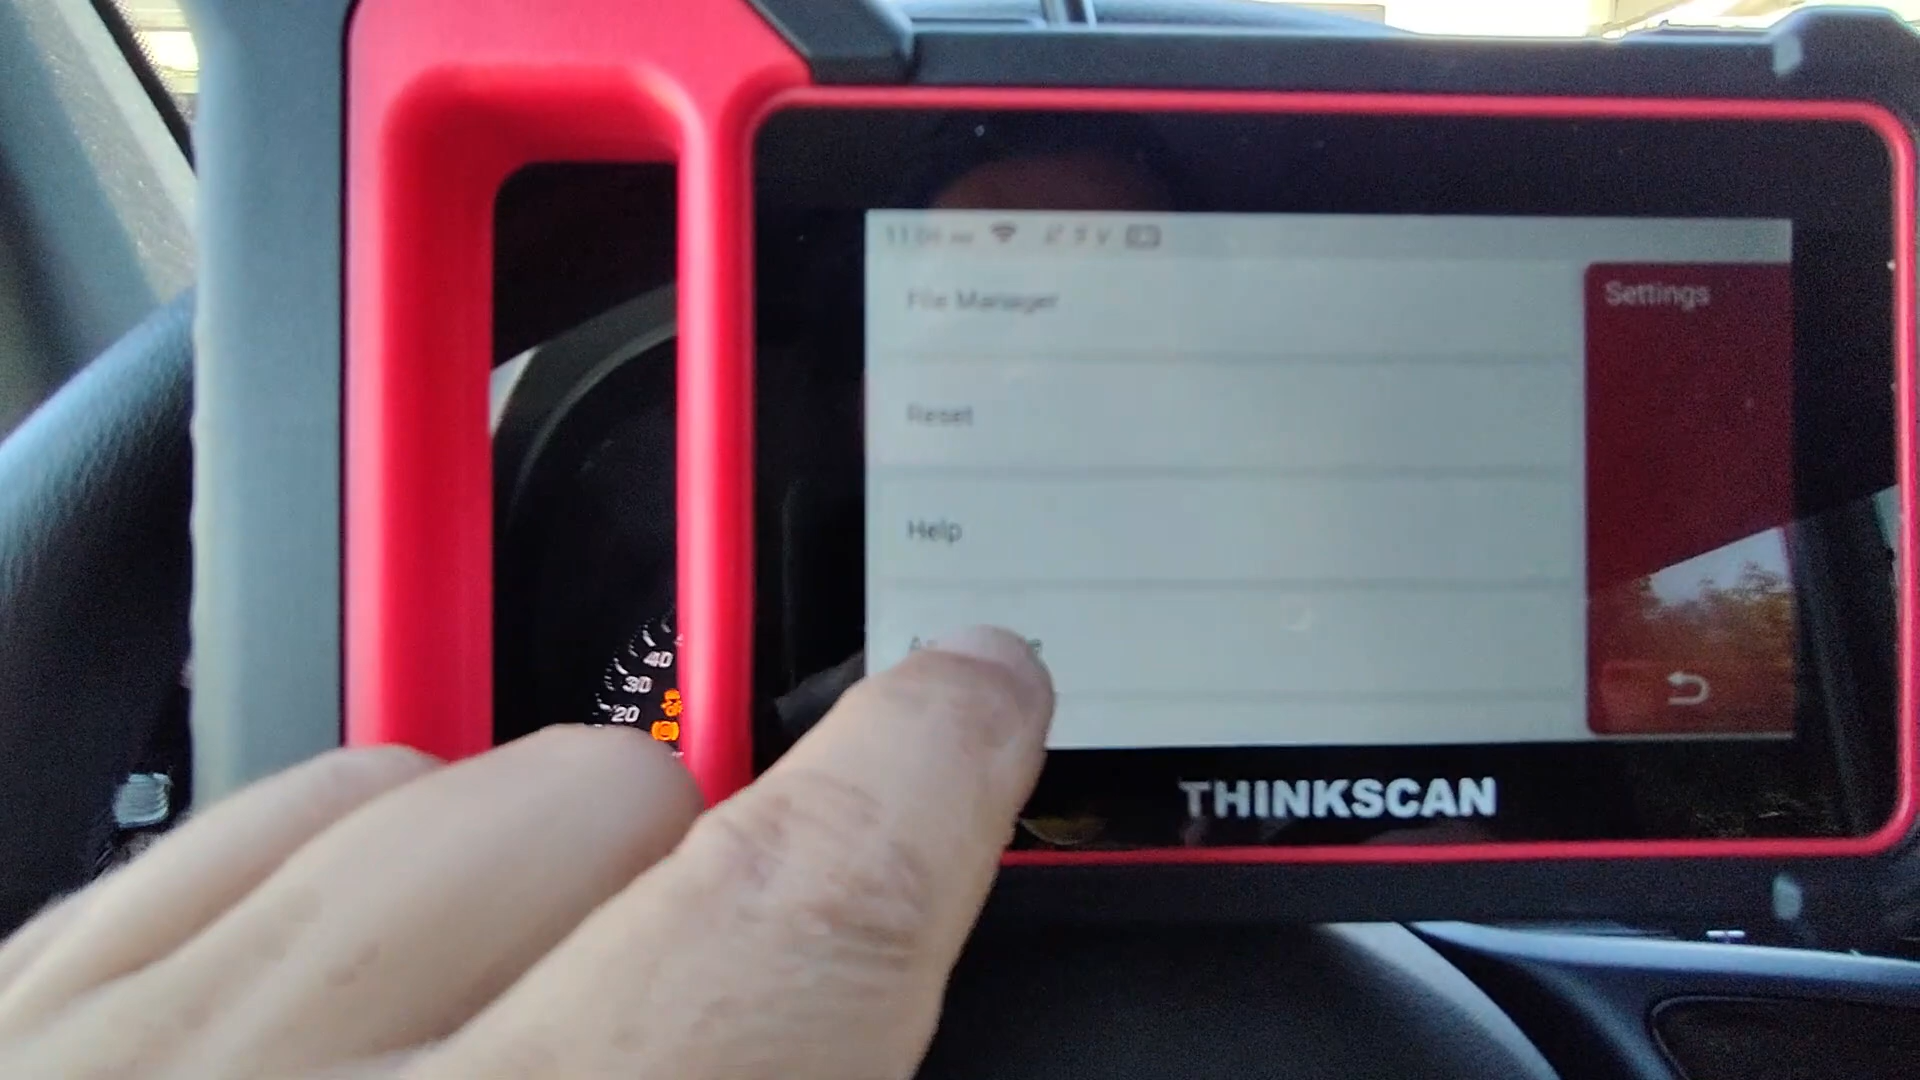 File Manager
Settings
Reset
Help
40
30
20
THINKSCAN